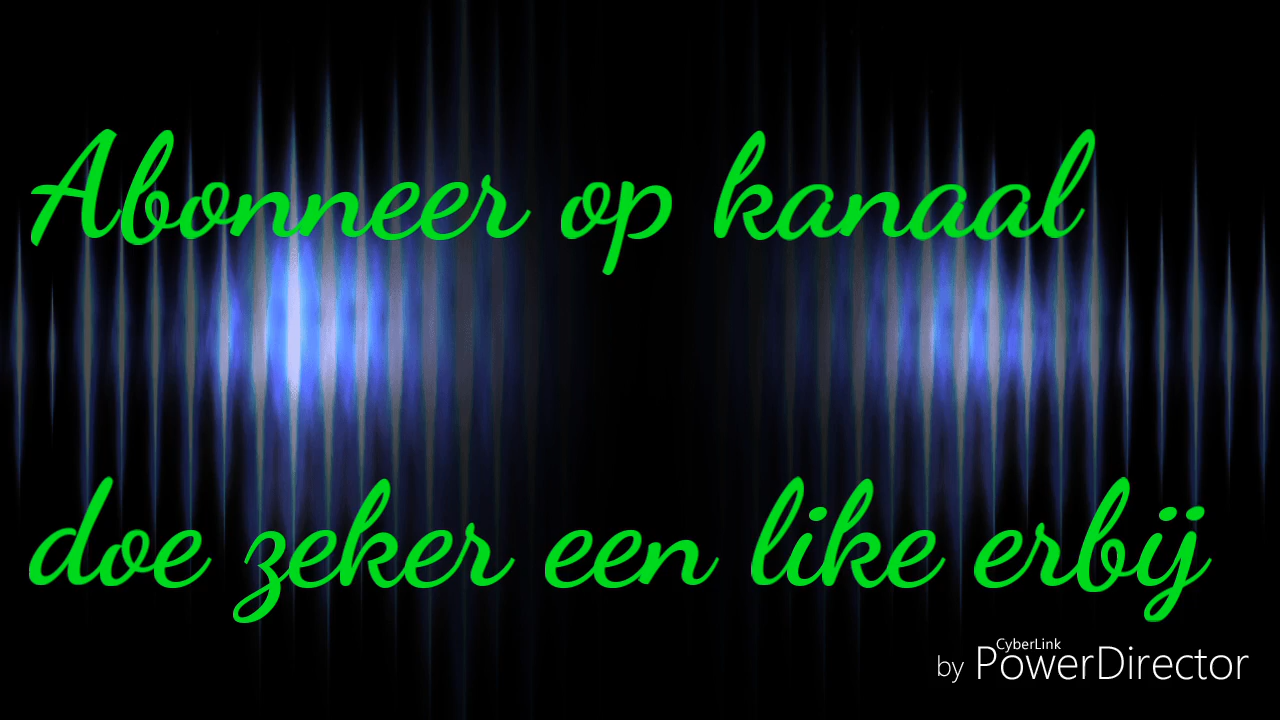 Abonneer op kanaal
doe zeker een like erbij
by CyberLink PowerDirector